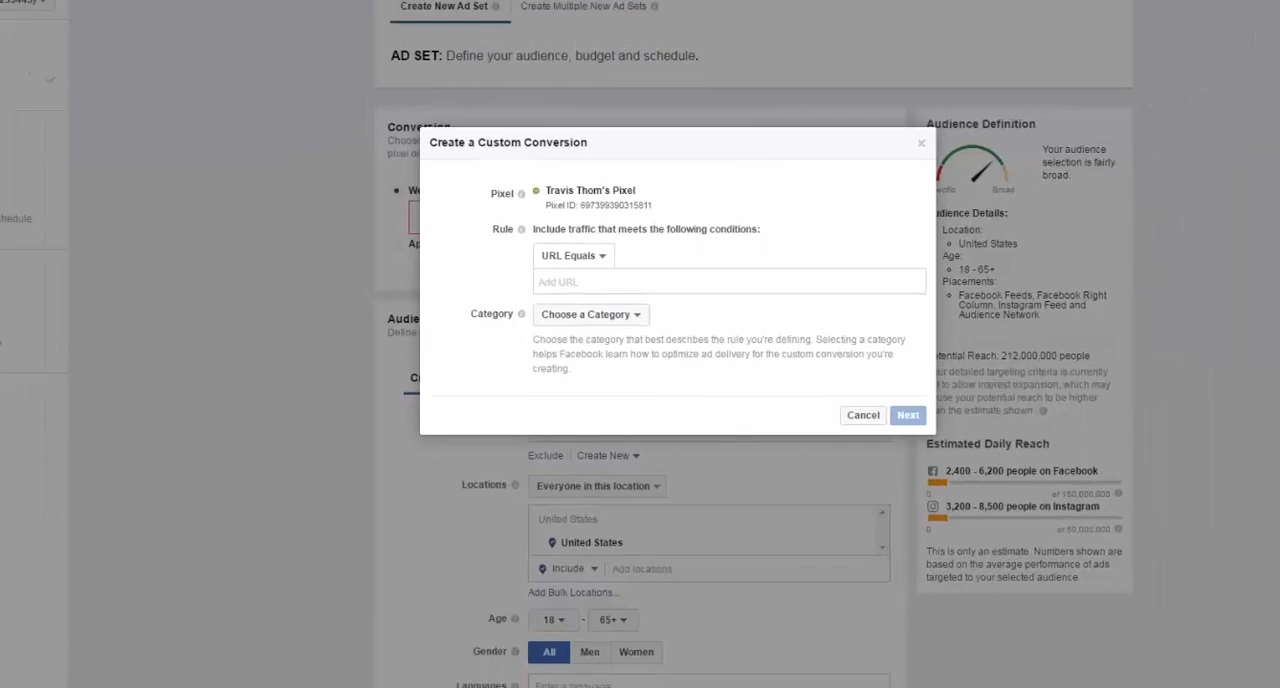 Create New Ad Set
Create Multiple New Ad Sets
AD SET: Define your audience, budget and schedule.
Conversion
Create a Custom Conversion
Pixel
Travis Thom's Pixel
Pixel ID: 697399390315811
Rule
Include traffic that meets the following conditions:
URL Equals
Add URL
Category
Choose a Category
Choose the category that best describes the rule you're defining. Selecting a category
helps Facebook learn how to optimize ad delivery for the custom conversion you're
creating.
Cancel
Next
Exclude
Create New
Locations
Everyone in this location
United States
United States
Include
Add locations
Add Bulk Locations...
Age
18 - 65+
Gender
All
Men
Women
Languages
Enter a language
Audience Definition
Your audience
selection is fairly
broad.
Broad
Audience Details:
Location:
United States
Age:
18 - 65+
Placements:
Facebook Feeds, Facebook Right
Column, Instagram Feed and
Audience Network
Potential Reach: 212,000,000 people
detailed targeting criteria is currently
to allow interest expansion, which may
your potential reach to be higher
the estimate shown.
Estimated Daily Reach
2,400 - 6,200 people on Facebook
0
of 150,000,000
3,200 - 8,500 people on Instagram
0
of 50,000,000
This is only an estimate. Numbers shown are
based on the average performance of ads
targeted to your selected audience.